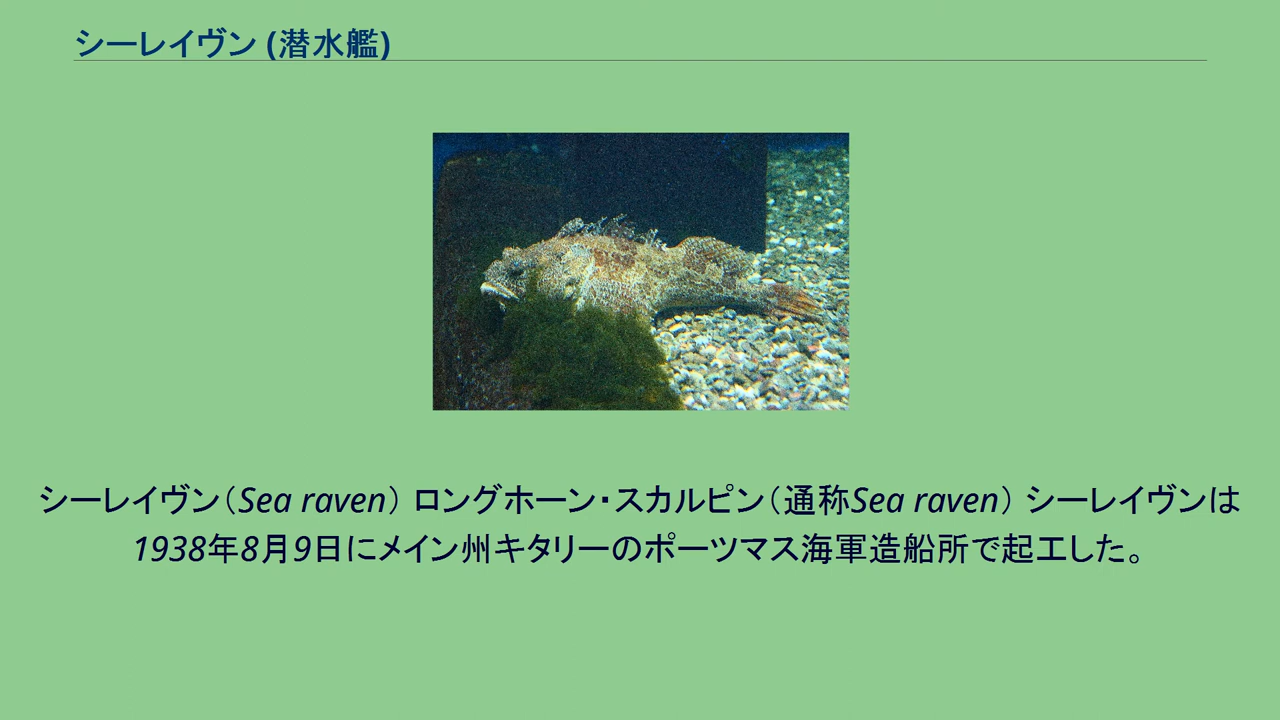 シーレイヴン (潜水艦)
シーレイヴン（Sea raven） ロングホーン・スカルピン（通称Sea raven） シーレイヴンは
1938年8月9日にメイン州キタリーのポーツマス海軍造船所で起工した。